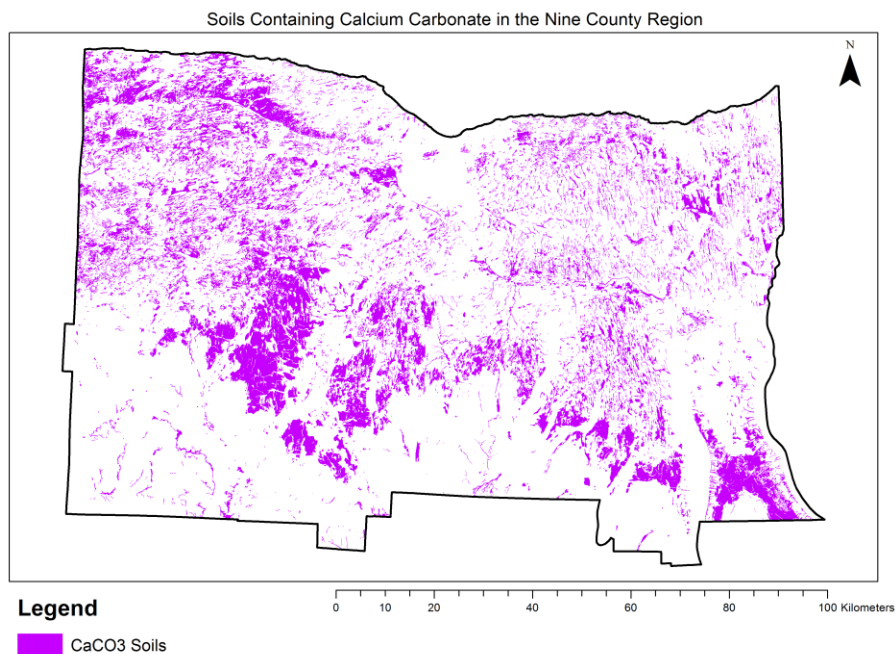 Soils Containing Calcium Carbonate in the Nine County Region
N
Legend
0 10 20 40 60 80 100 Kilometers
CaCO3 Soils